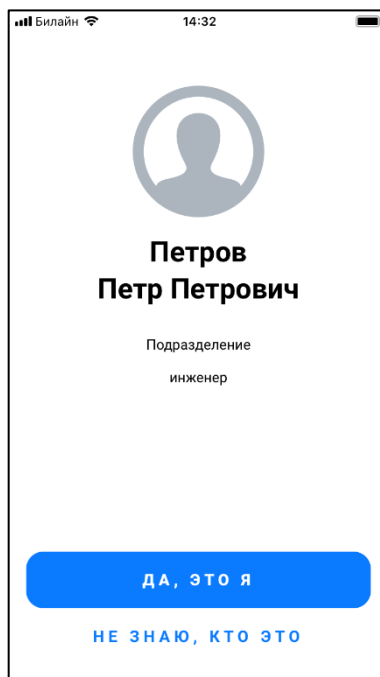 Билайн 14:32
Петров
Петр Петрович
Подразделение
инженер
ДА, ЭТО Я
НЕ ЗНАЮ, КТО ЭТО